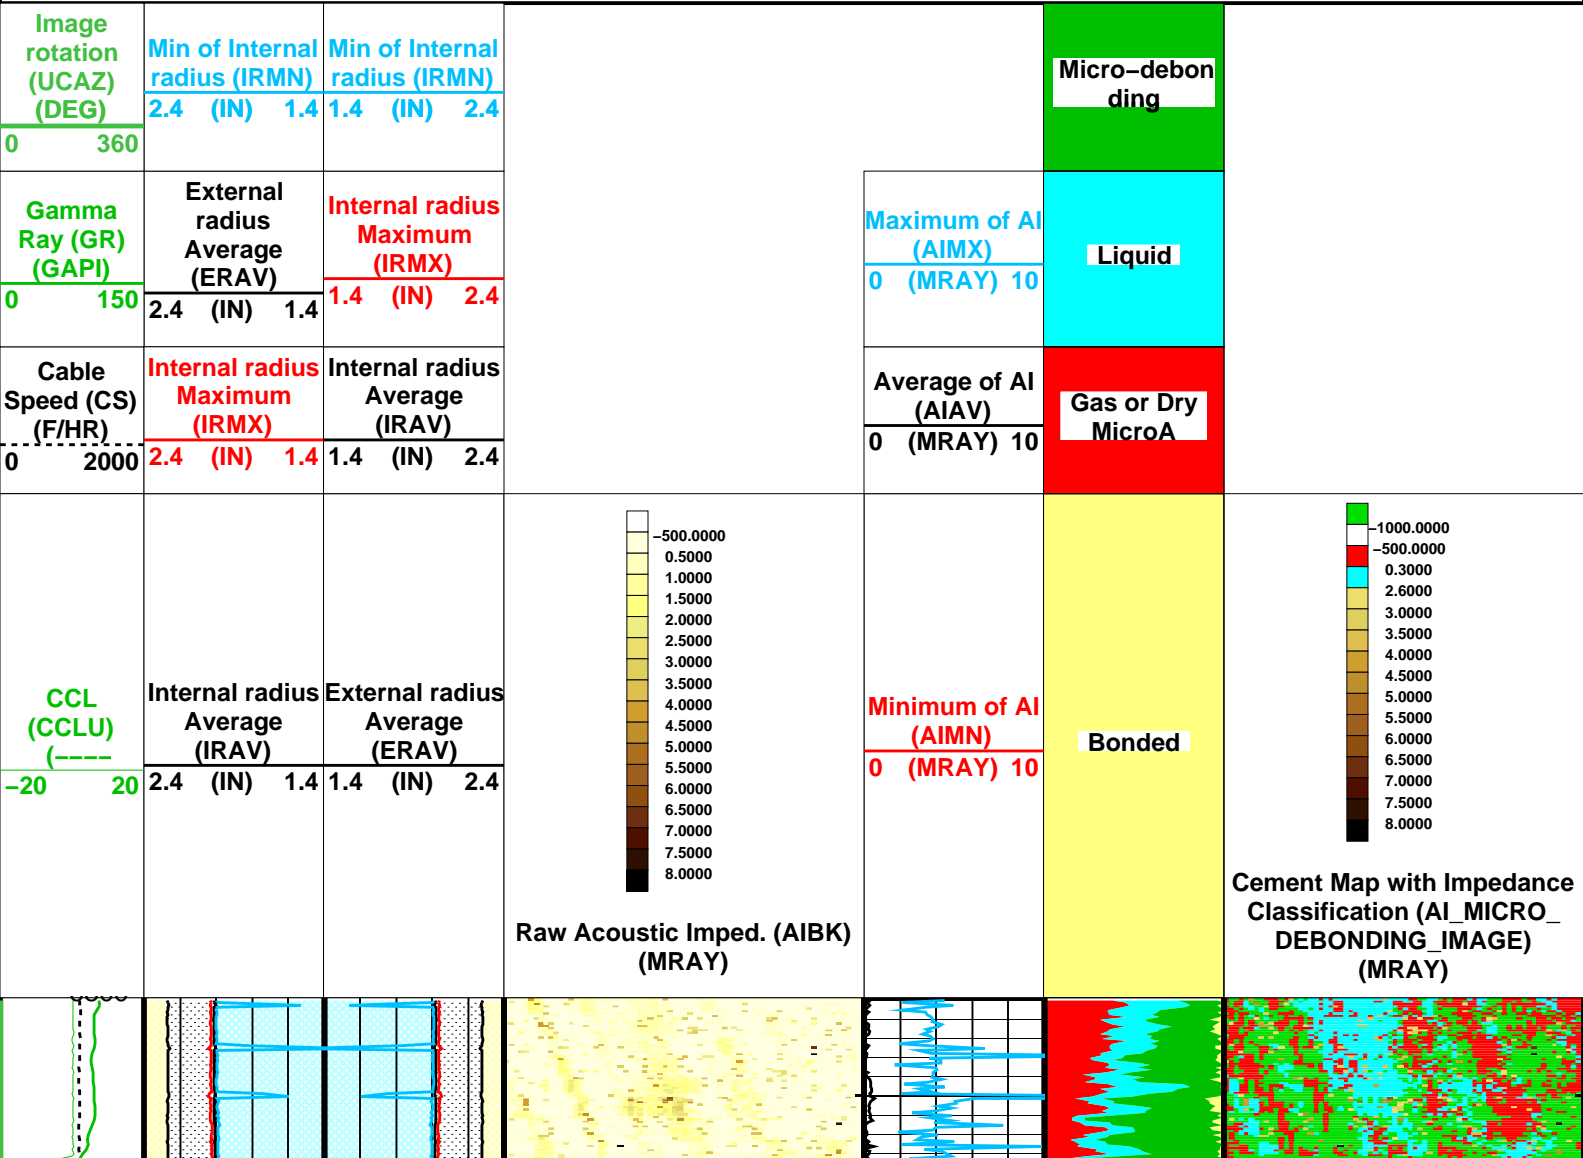 Image
rotation
(UCAZ)
(DEG)
0 360
Min of Internal
radius (IRMN)
2.4 (IN) 1.4
Min of Internal
radius (IRMN)
1.4 (IN) 2.4
Micro–debon
ding
Gamma
Ray (GR)
(GAPI)
0 150
External
radius
Average
(ERAV)
2.4 (IN) 1.4
Internal radius
Maximum
(IRMX)
1.4 (IN) 2.4
Maximum of AI
(AIMX)
0 (MRAY) 10
Liquid
Cable
Speed (CS)
(F/HR)
0 2000
Internal radius
Maximum
(IRMX)
2.4 (IN) 1.4
Internal radius
Average
(IRAV)
1.4 (IN) 2.4
Average of AI
(AIAV)
0 (MRAY) 10
Gas or Dry
MicroA
CCL
(CCLU)
(––––
–20 20
Internal radius
Average
(IRAV)
2.4 (IN) 1.4
External radius
Average
(ERAV)
1.4 (IN) 2.4
–500.0000
0.5000
1.0000
1.5000
2.0000
2.5000
3.0000
3.5000
4.0000
4.5000
5.0000
5.5000
6.0000
6.5000
7.0000
7.5000
8.0000
Raw Acoustic Imped. (AIBK)
(MRAY)
Minimum of AI
(AIMN)
0 (MRAY) 10
Bonded
–1000.0000
–500.0000
0.3000
2.6000
3.0000
3.5000
4.0000
4.5000
5.0000
5.5000
6.0000
6.5000
7.0000
7.5000
8.0000
Cement Map with Impedance
Classification (AI_MICRO_
DEBONDING_IMAGE)
(MRAY)